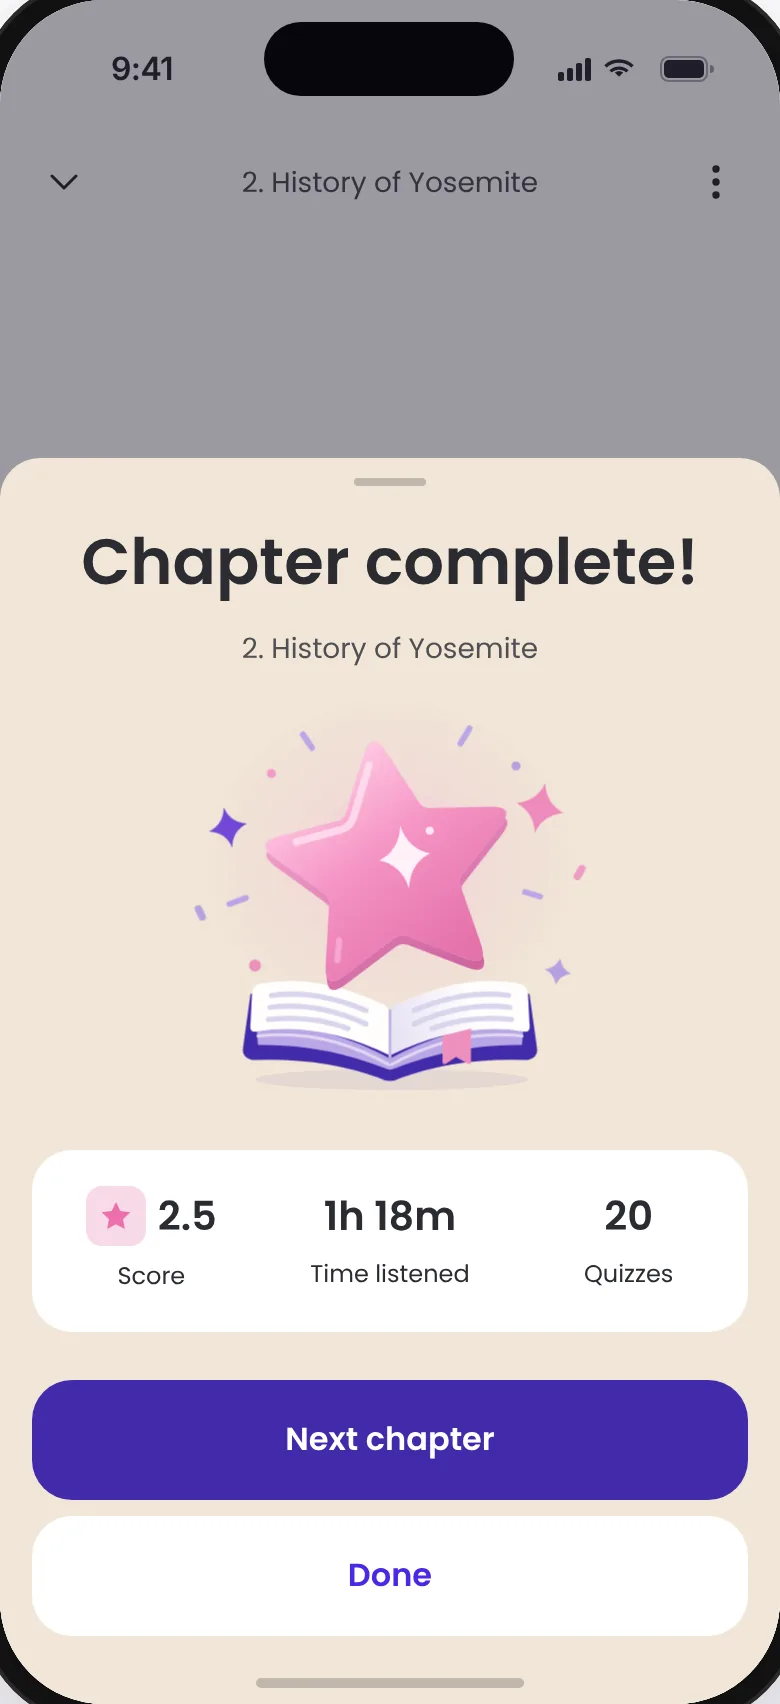 9:41
2. History of Yosemite
Chapter complete!
2. History of Yosemite
2.5
Score
1h 18m
Time listened
20
Quizzes
Next chapter
Done